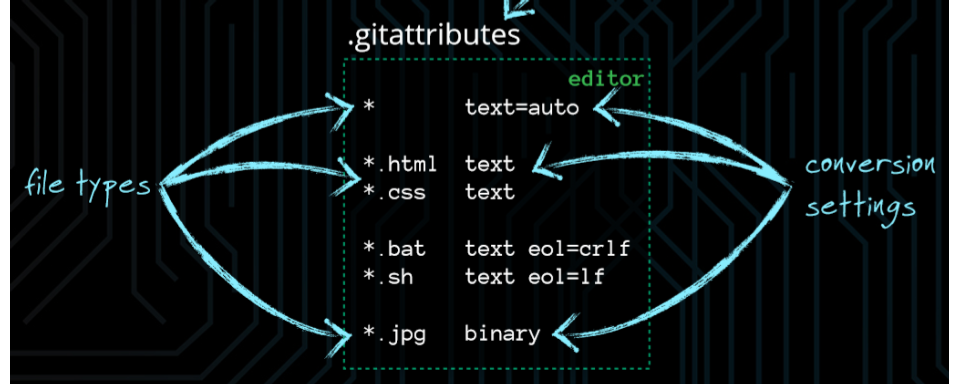 .gitattributes
editor
* text=auto
*.html text
*.css text
*.bat text eol=crlf
*.sh text eol=lf
*.jpg binary
file types
conversion
settings